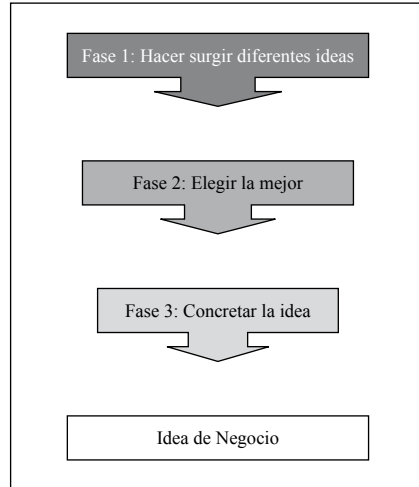 Fase 1: Hacer surgir diferentes ideas
Fase 2: Elegir la mejor
Fase 3: Concretar la idea
Idea de Negocio